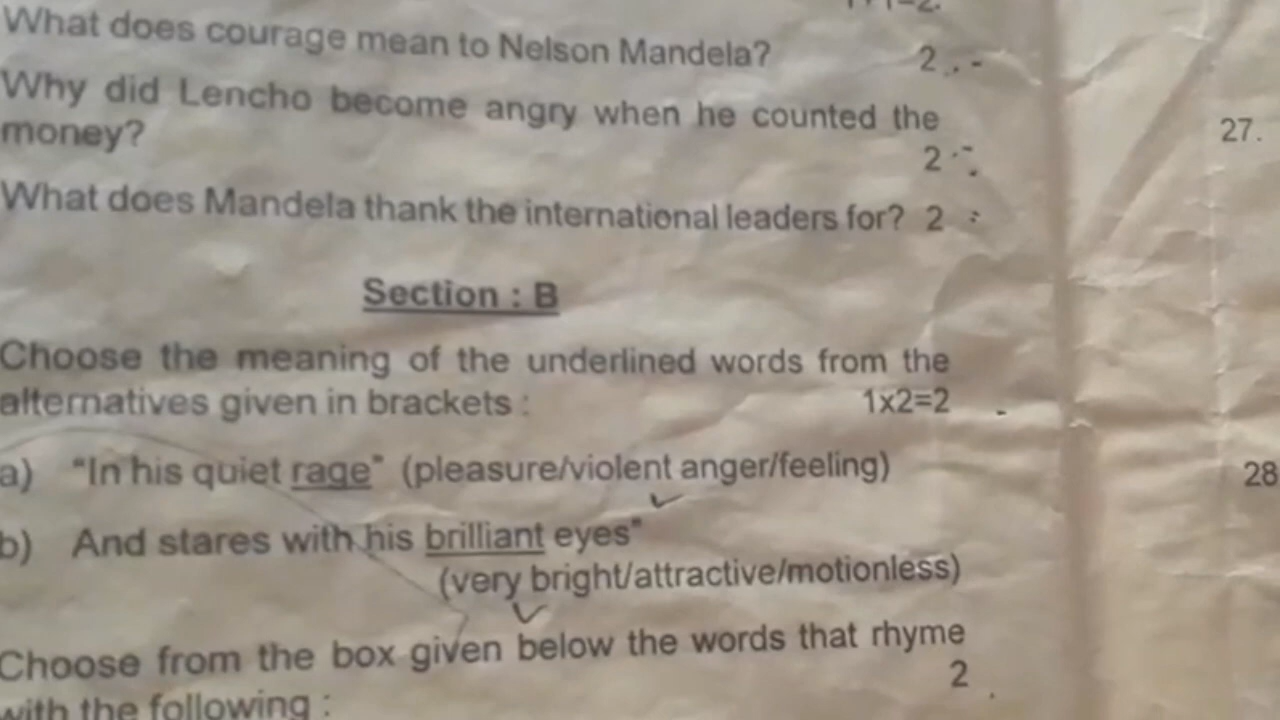 What does courage mean to Nelson Mandela? 2
Why did Lencho become angry when he counted the
money? 2
What does Mandela thank the international leaders for? 2
Section : B
Choose the meaning of the underlined words from the
alternatives given in brackets : 1x2=2
a) "In his quiet rage" (pleasure/violent anger/feeling)
b) And stares with his brilliant eyes"
(very bright/attractive/motionless)
Choose from the box given below the words that rhyme
with the following : 2
27.
28